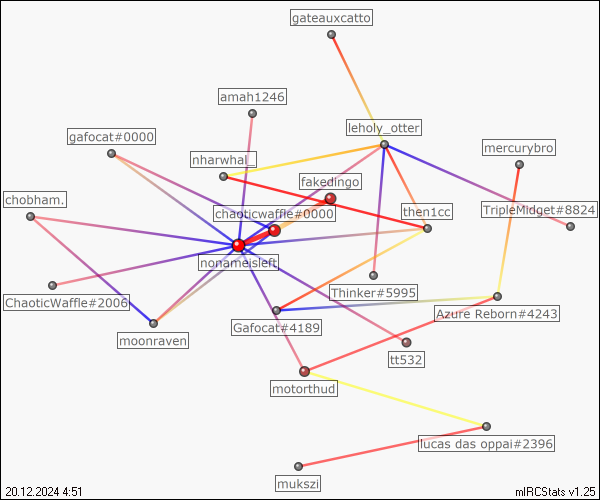 gateauxcatto
amah1246
leholy_otter
gafocat#0000
mercurybro
nharwhal_
fakedingo
chobham.
chaoticwaffle#0000
then1cc
TripleMidget#8824
nonameisleft
Thinker#5995
ChaoticWaffle#2006
Azure Reborn#4243
Gafocat#4189
moonraven
tt532
motorthud
lucas das oppai#2396
mukszi
20.12.2024 4:51
mIRCStats v1.25